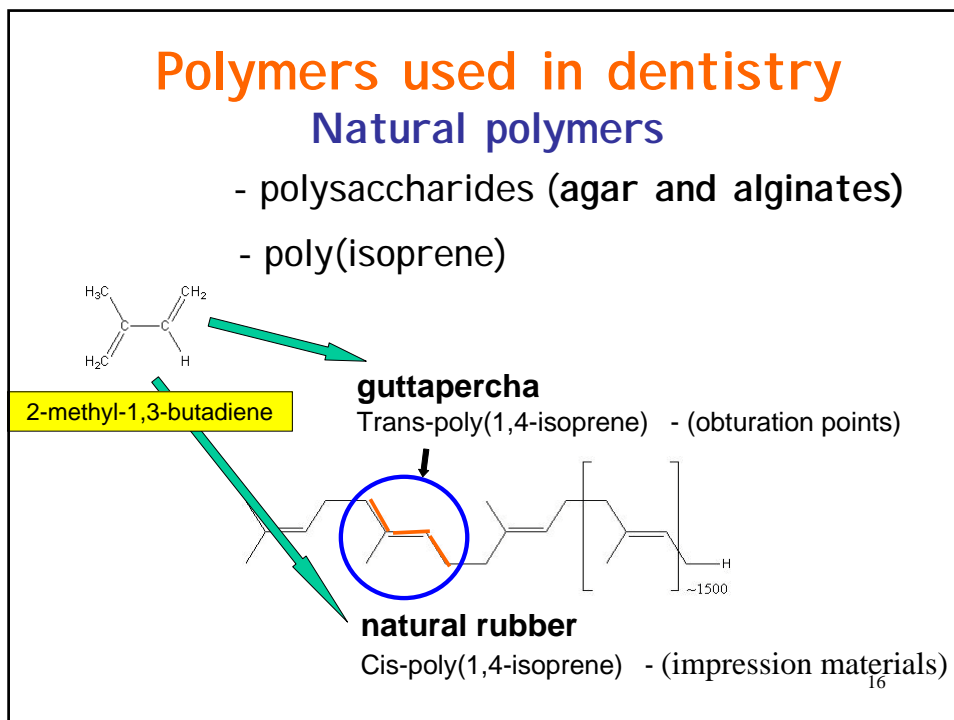 Polymers used in dentistry
Natural polymers
- polysaccharides (agar and alginates)
- poly(isoprene)
H₃C CH₂
C C
H₂C H
2-methyl-1,3-butadiene
guttapercha
Trans-poly(1,4-isoprene) - (obturation points)
H
~1500
natural rubber
Cis-poly(1,4-isoprene) - (impression materials)
16